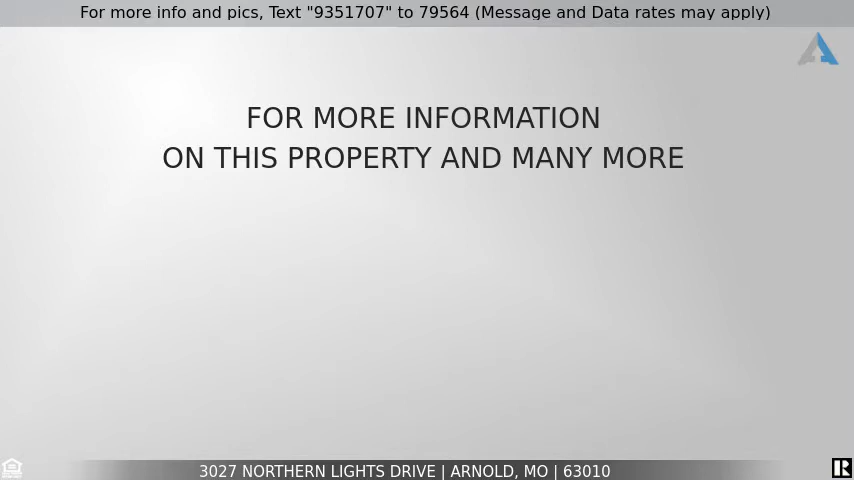 For more info and pics, Text "9351707" to 79564 (Message and Data rates may apply)
FOR MORE INFORMATION
ON THIS PROPERTY AND MANY MORE
3027 NORTHERN LIGHTS DRIVE | ARNOLD, MO | 63010